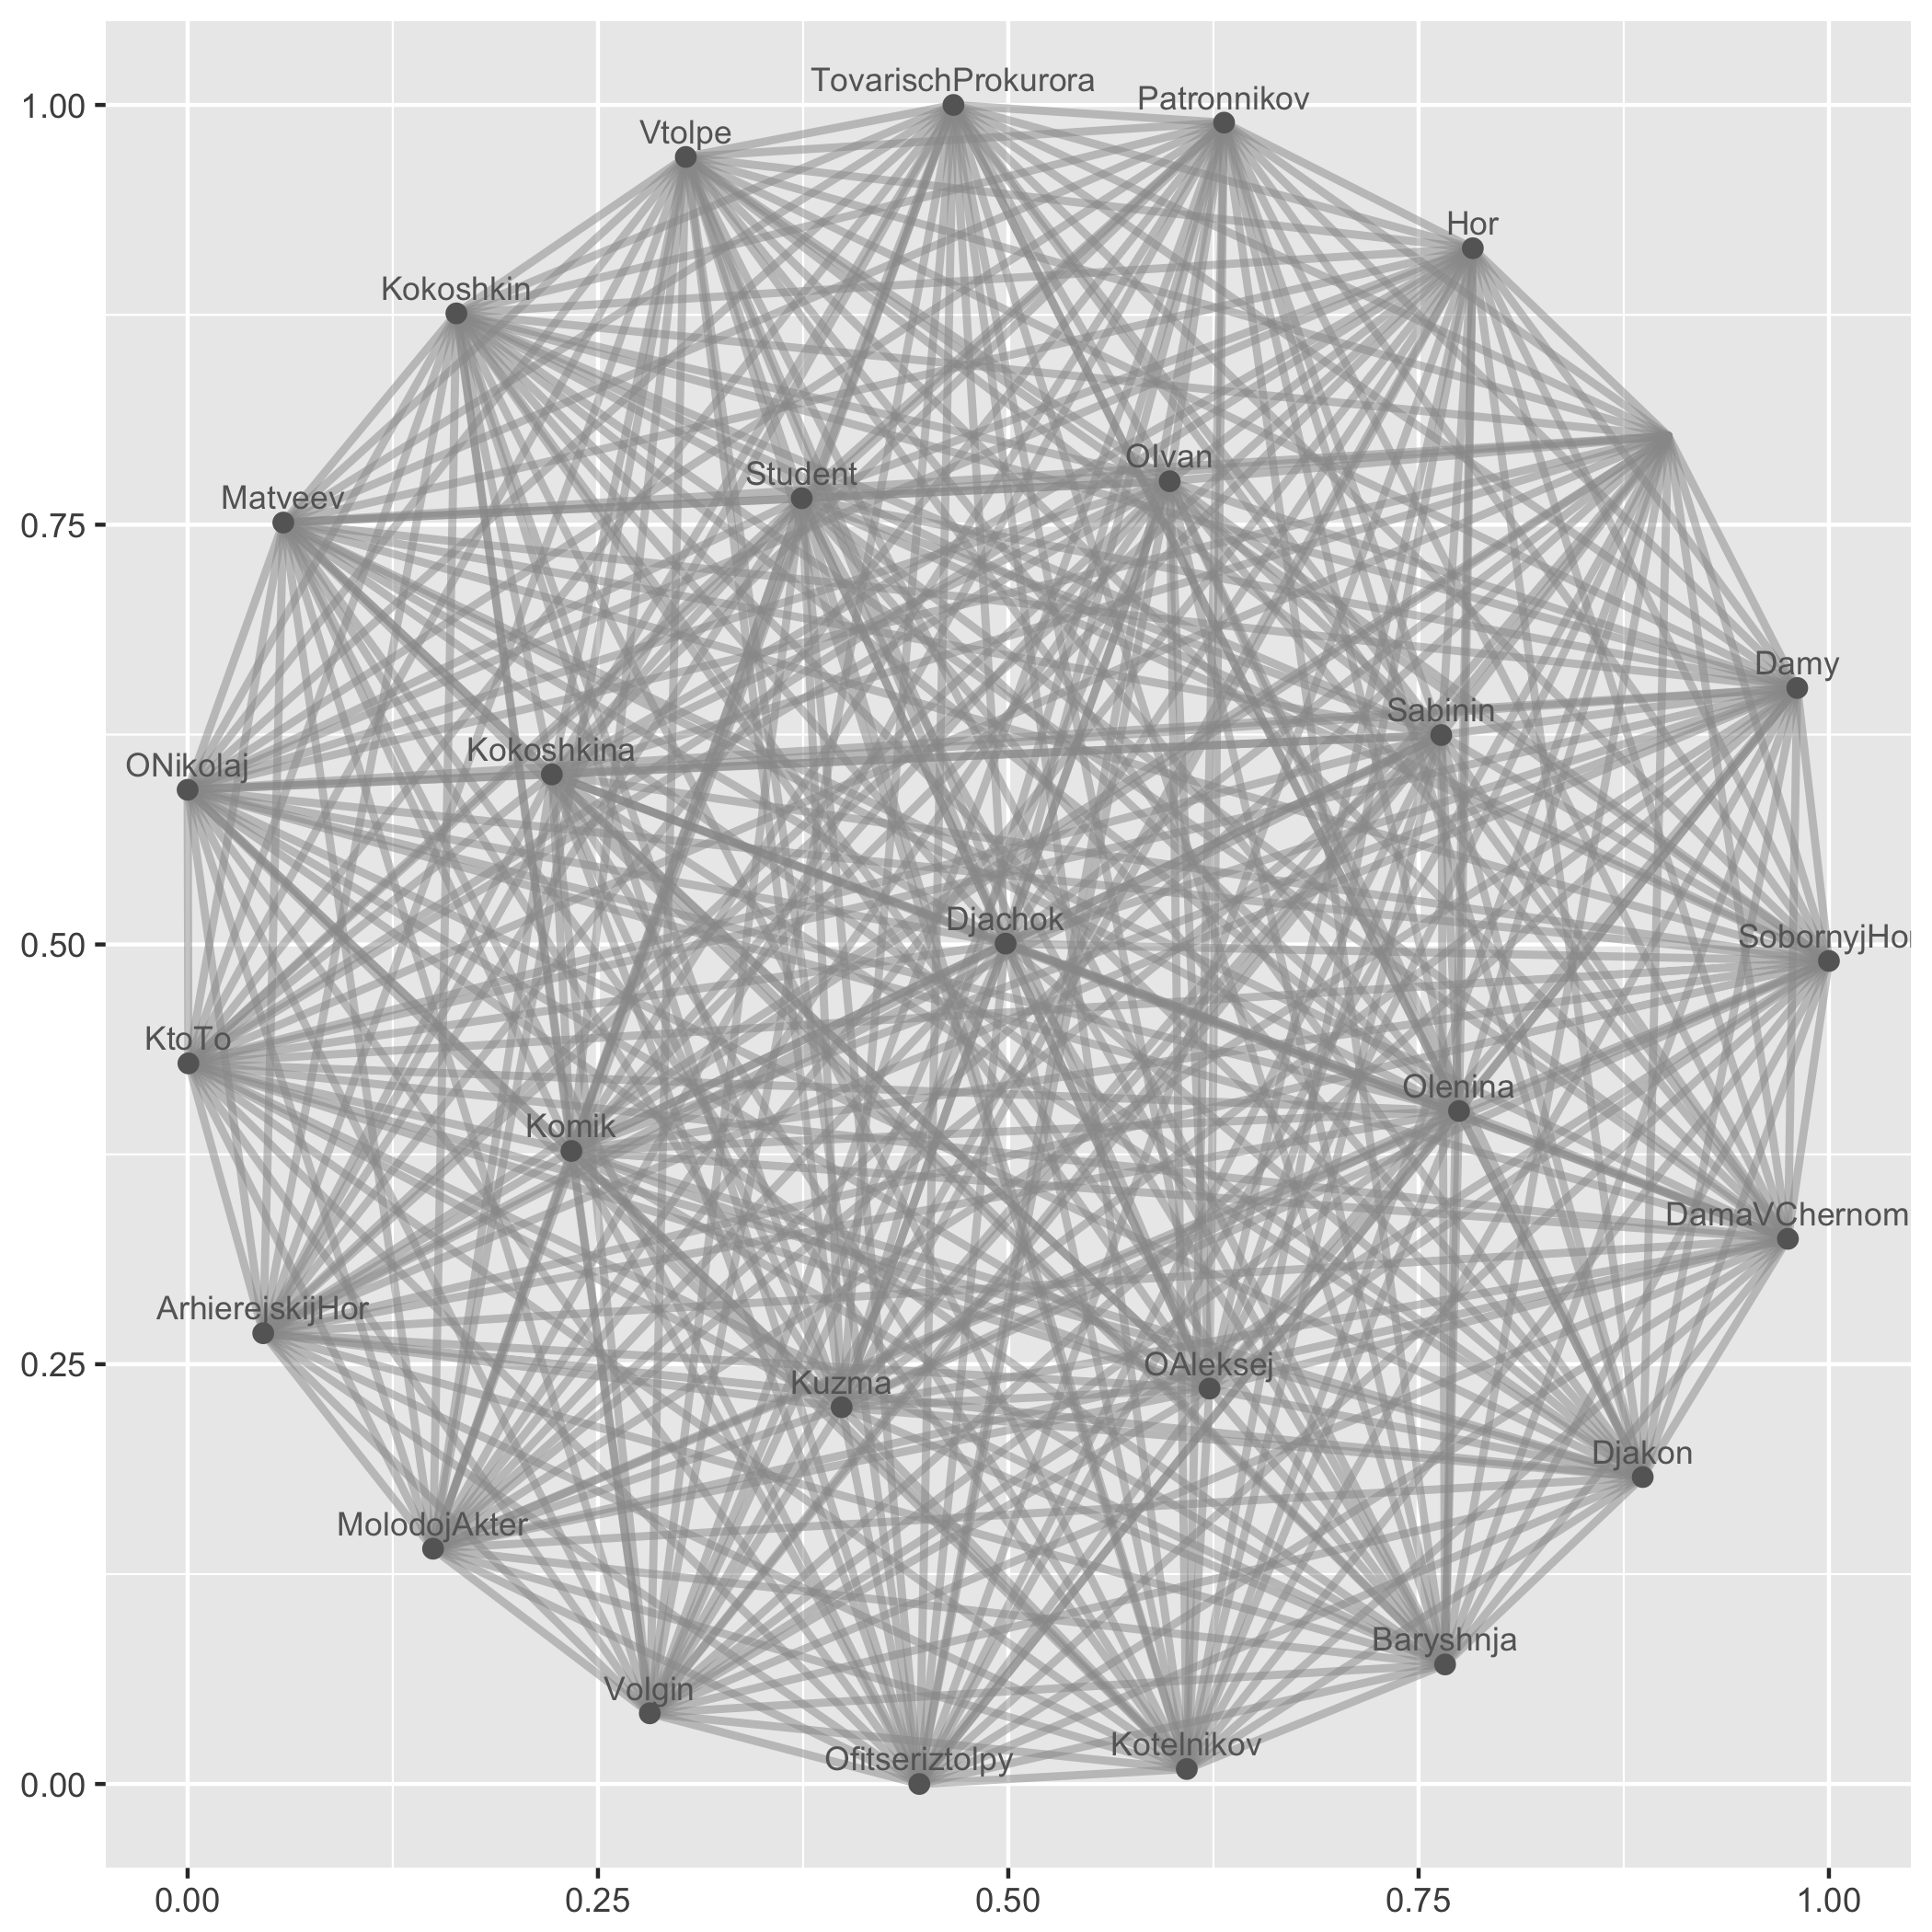 TovarischProkurora
Patronnikov
1.00
Vtolpe
Hor
Kokoshkin
Student
OIvan
Matveev
0.75
Damy
Sabinin
Kokoshkina
ONikolaj
Djachok
SobornyjHor
0.50
KtoTo
Olenina
Komik
DamaVChernom
ArhierejskijHor
OAleksej
0.25
Kuzma
Djakon
MolodojAkter
Baryshnja
Volgin
Kotelnikov
Ofitseriztolpy
0.00
0.00 0.25 0.50 0.75 1.00